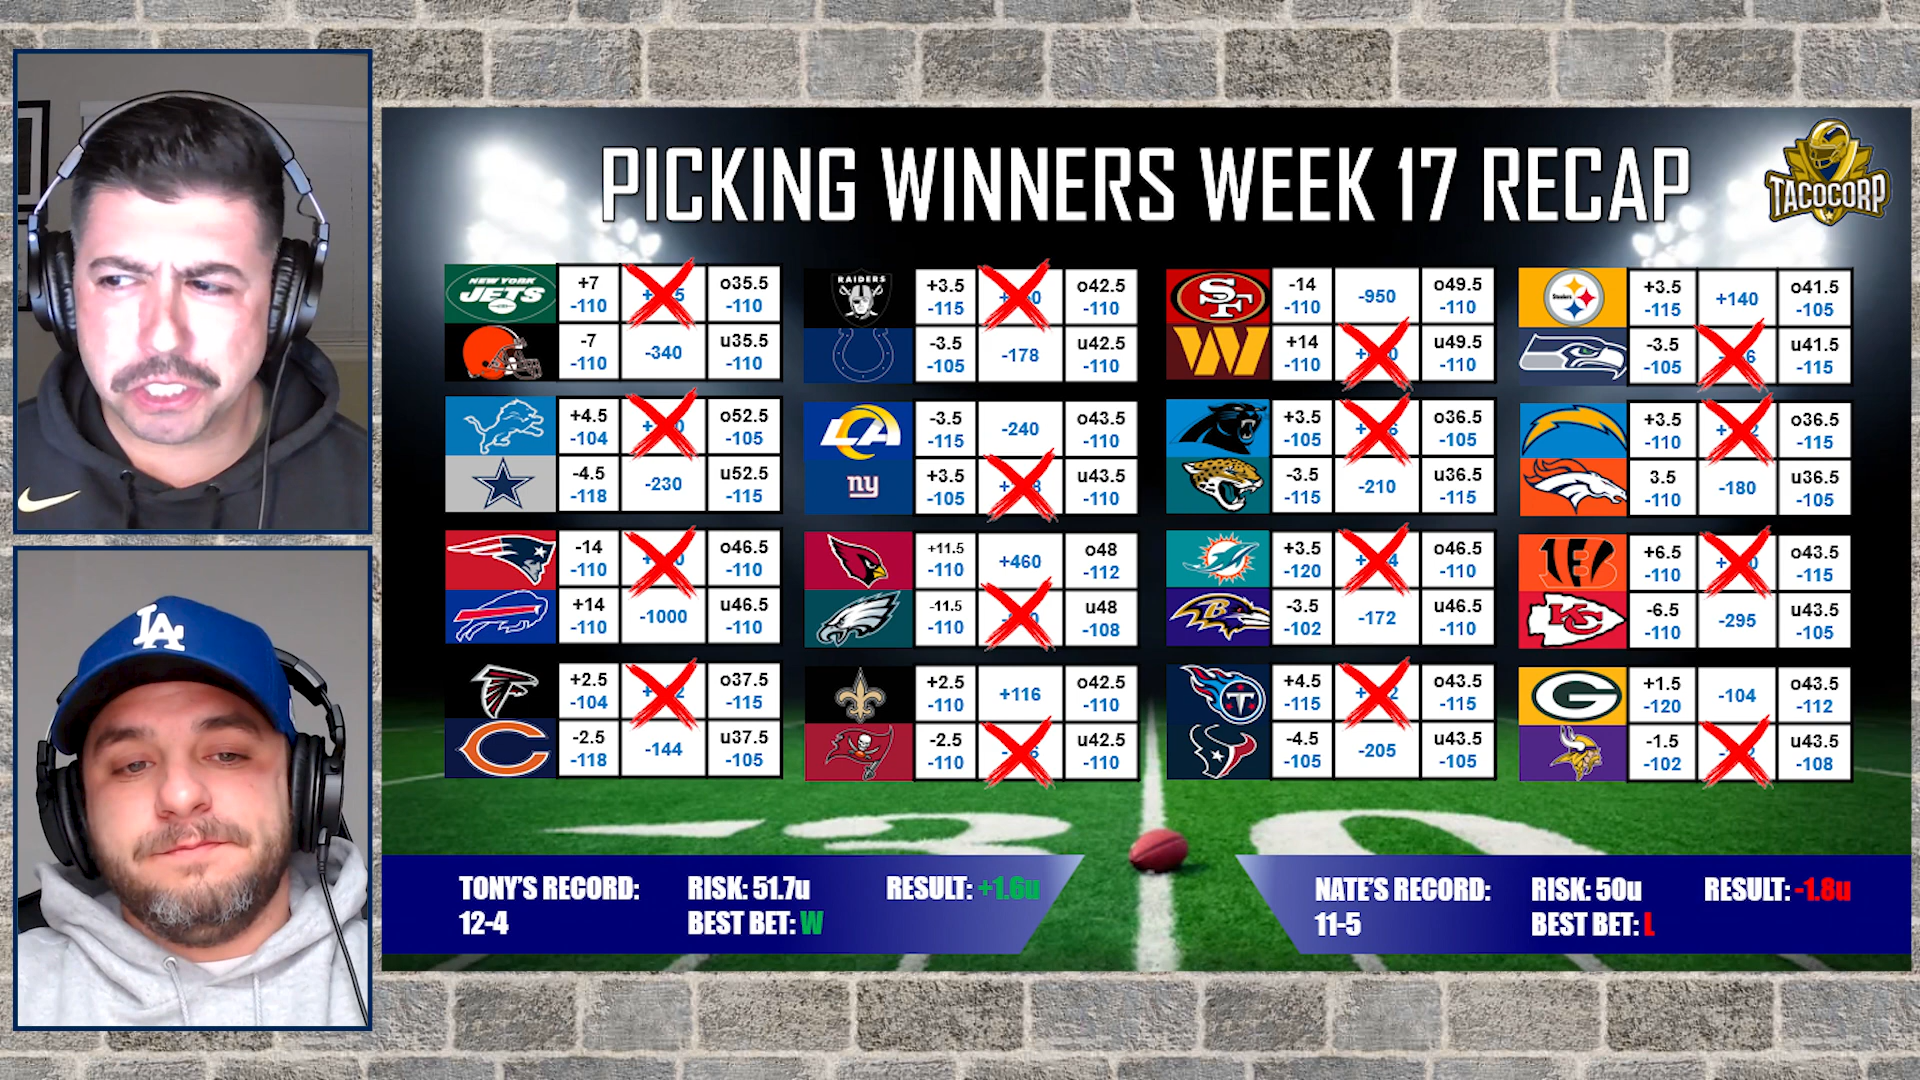 PICKING WINNERS WEEK 17 RECAP
TACOCORP
NEW YORK JETS +7 -110 o35.5 -110
-7 -110 -340 u35.5 -110
RAIDERS +3.5 -115 o42.5 -110
-3.5 -105 -178 u42.5 -110
SF -14 -110 -950 o49.5 -110
W +14 -110 u49.5 -110
Steelers +3.5 -115 +140 o41.5 -105
-3.5 -105 u41.5 -115
+4.5 -104 o52.5 -105
-4.5 -118 -230 u52.5 -115
LA -3.5 -115 -240 o43.5 -110
ny +3.5 -105 u43.5 -110
+3.5 -105 o36.5 -105
-3.5 -115 -210 u36.5 -115
+3.5 -110 o36.5 -115
3.5 -110 -180 u36.5 -105
-14 -110 o46.5 -110
+14 -110 -1000 u46.5 -110
+11.5 -110 +460 o48 -112
-11.5 -110 u48 -108
+3.5 -120 o46.5 -110
B -3.5 -102 -172 u46.5 -110
+6.5 -110 o43.5 -115
KC -6.5 -110 -295 u43.5 -105
+2.5 -104 o37.5 -115
C -2.5 -118 -144 u37.5 -105
+2.5 -110 +116 o42.5 -110
-2.5 -110 u42.5 -110
T +4.5 -115 o43.5 -115
-4.5 -105 -205 u43.5 -105
G +1.5 -120 -104 o43.5 -112
-1.5 -102 u43.5 -108
3 0
TONY'S RECORD: RISK: 51.7u RESULT: +1.6u
12-4 BEST BET: W
NATE'S RECORD: RISK: 50u RESULT: -1.8u
11-5 BEST BET: L
LA